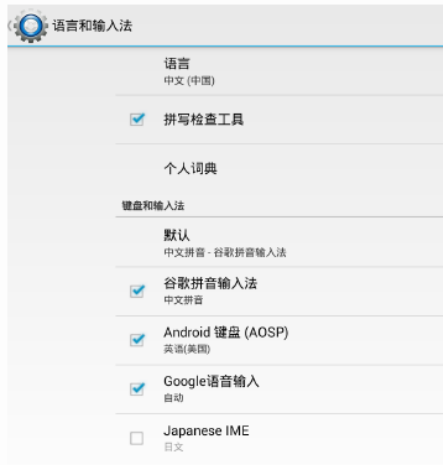 语言和输入法
语言
中文 (中国)
拼写检查工具
个人词典
键盘和输入法
默认
中文拼音 - 谷歌拼音输入法
谷歌拼音输入法
中文拼音
Android 键盘 (AOSP)
英语(美国)
Google语音输入
自动
Japanese IME
日文